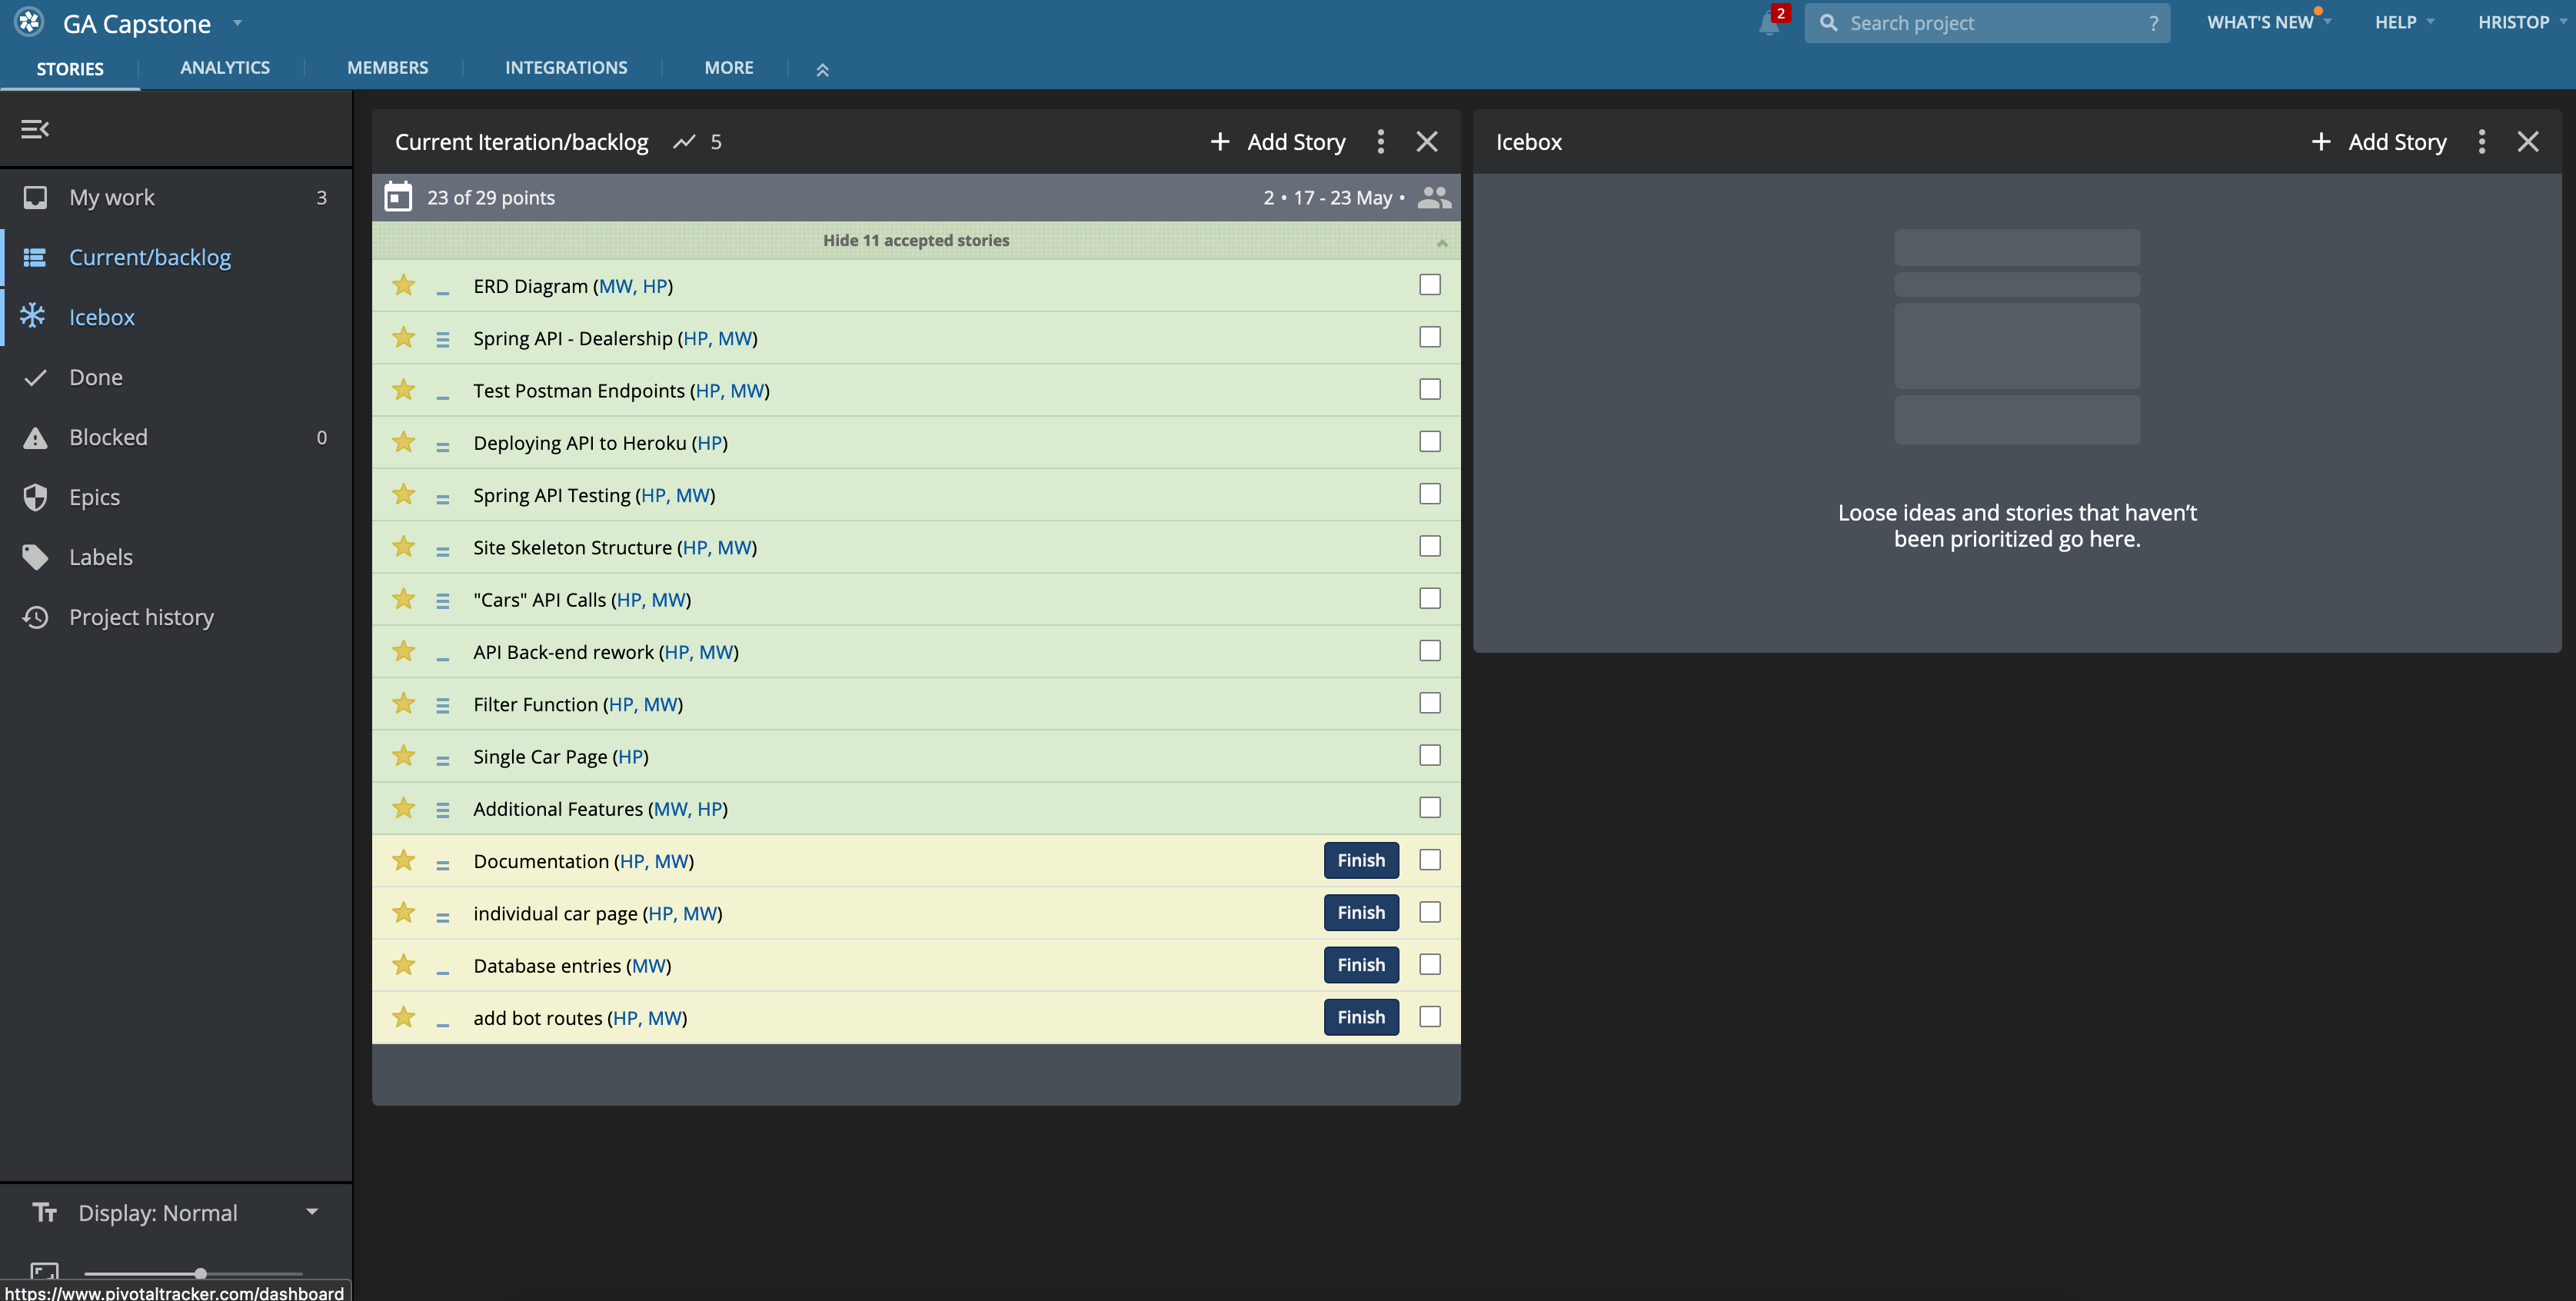 GA Capstone
2
Search project
?
WHAT'S NEW
HELP
HRISTOP
STORIES
ANALYTICS
MEMBERS
INTEGRATIONS
MORE
My work 3
Current/backlog
Icebox
Done
Blocked 0
Epics
Labels
Project history
Display: Normal
https://www.pivotaltracker.com/dashboard
Current Iteration/backlog 5
+ Add Story
23 of 29 points
2 • 17 - 23 May •
Hide 11 accepted stories
ERD Diagram (MW, HP)
Spring API - Dealership (HP, MW)
Test Postman Endpoints (HP, MW)
Deploying API to Heroku (HP)
Spring API Testing (HP, MW)
Site Skeleton Structure (HP, MW)
"Cars" API Calls (HP, MW)
API Back-end rework (HP, MW)
Filter Function (HP, MW)
Single Car Page (HP)
Additional Features (MW, HP)
Documentation (HP, MW) Finish
individual car page (HP, MW) Finish
Database entries (MW) Finish
add bot routes (HP, MW) Finish
Icebox
+ Add Story
Loose ideas and stories that haven't
been prioritized go here.